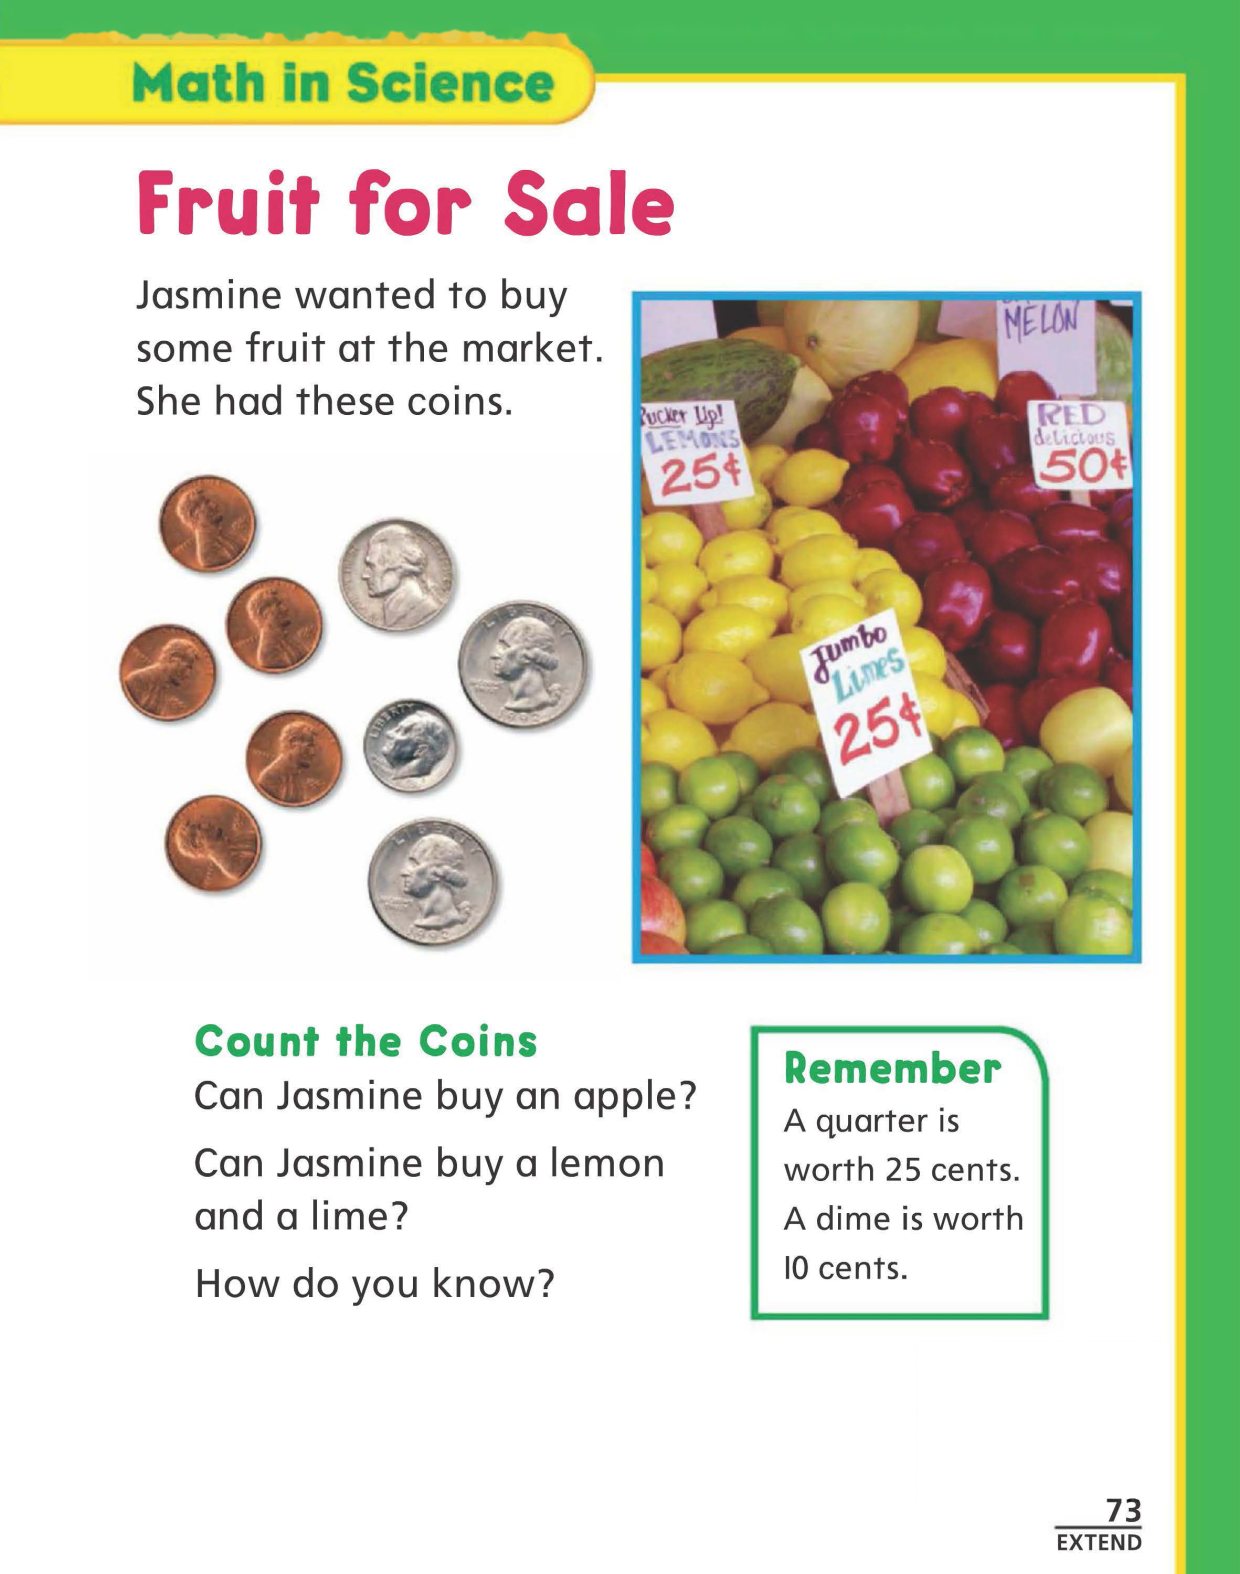 Math in Science
Fruit for Sale
Jasmine wanted to buy
some fruit at the market.
She had these coins.
MELON
Pucker Up!
LEMONS
25¢
RED
delicious
50¢
Jumbo
Limes
25¢
LIBERTY
LIBERTY
LIBERTY
Count the Coins
Can Jasmine buy an apple?
Can Jasmine buy a lemon
and a lime?
How do you know?
Remember
A quarter is
worth 25 cents.
A dime is worth
10 cents.
73
EXTEND